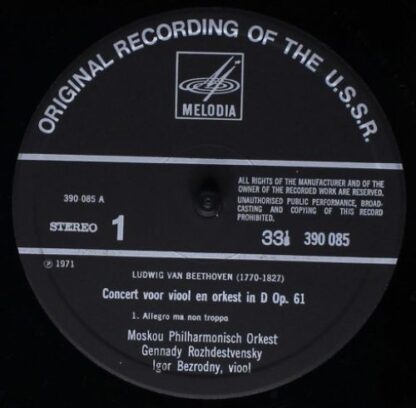 ORIGINAL RECORDING OF THE U.S.S.R.
MELODIA
390 085 A
STEREO 1
ALL RIGHTS OF THE MANUFACTURER AND OF THE
OWNER OF THE RECORDED WORK ARE RESERVED.
UNAUTHORISED PUBLIC PERFORMANCE, BROAD-
CASTING AND COPYING OF THIS RECORD
PROHIBITED.
33⅓ 390 085
℗ 1971
LUDWIG VAN BEETHOVEN (1770-1827)
Concert voor viool en orkest in D Op. 61
1. Allegro ma non troppo
Moskou Philharmonisch Orkest
Gennady Rozhdestvensky
Igor Bezrodny, viool